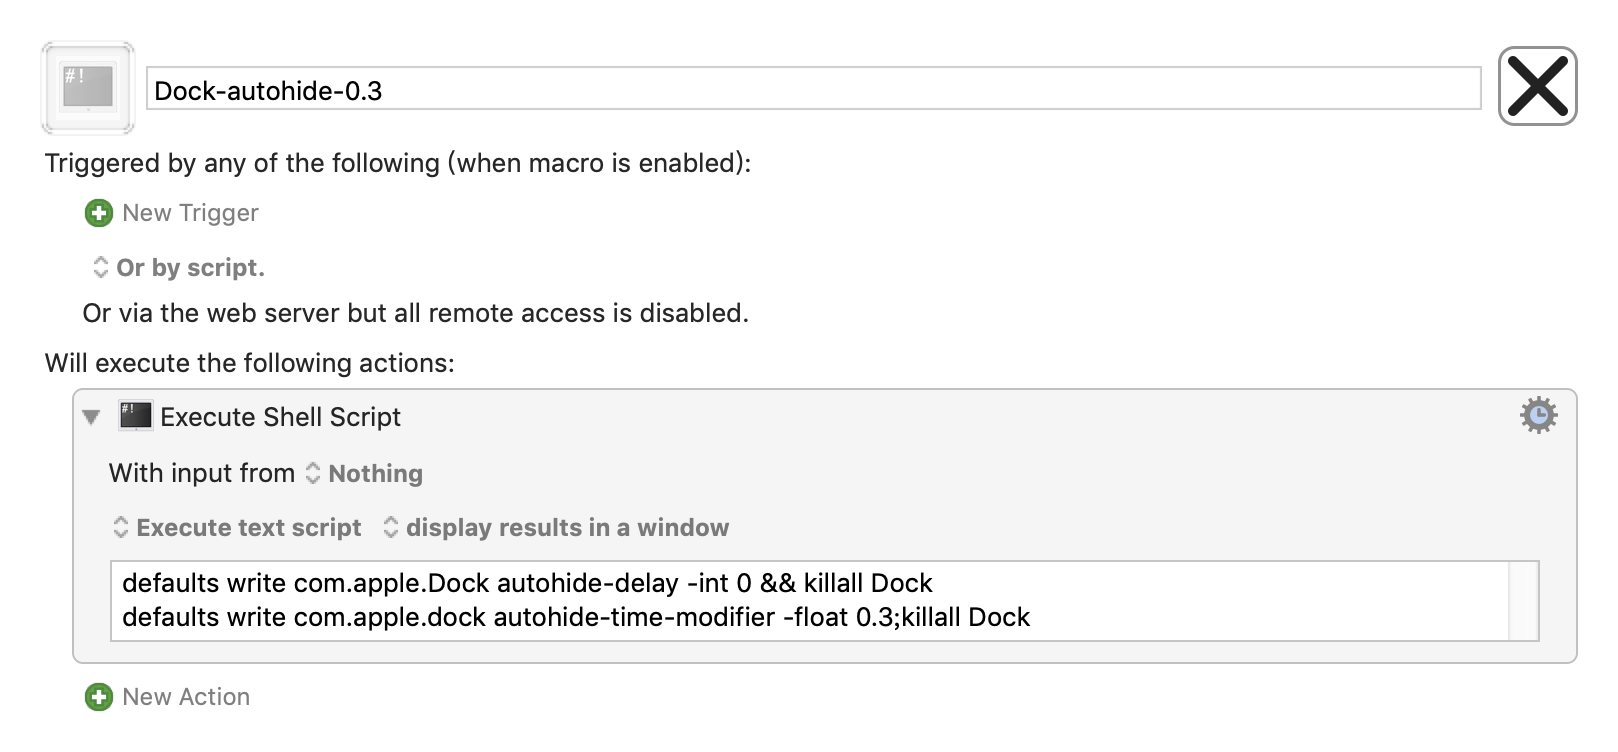 #!
Dock-autohide-0.3
Triggered by any of the following (when macro is enabled):
New Trigger
Or by script.
Or via the web server but all remote access is disabled.
Will execute the following actions:
#! Execute Shell Script
With input from Nothing
Execute text script display results in a window
defaults write com.apple.Dock autohide-delay -int 0 && killall Dock
defaults write com.apple.dock autohide-time-modifier -float 0.3;killall Dock
New Action